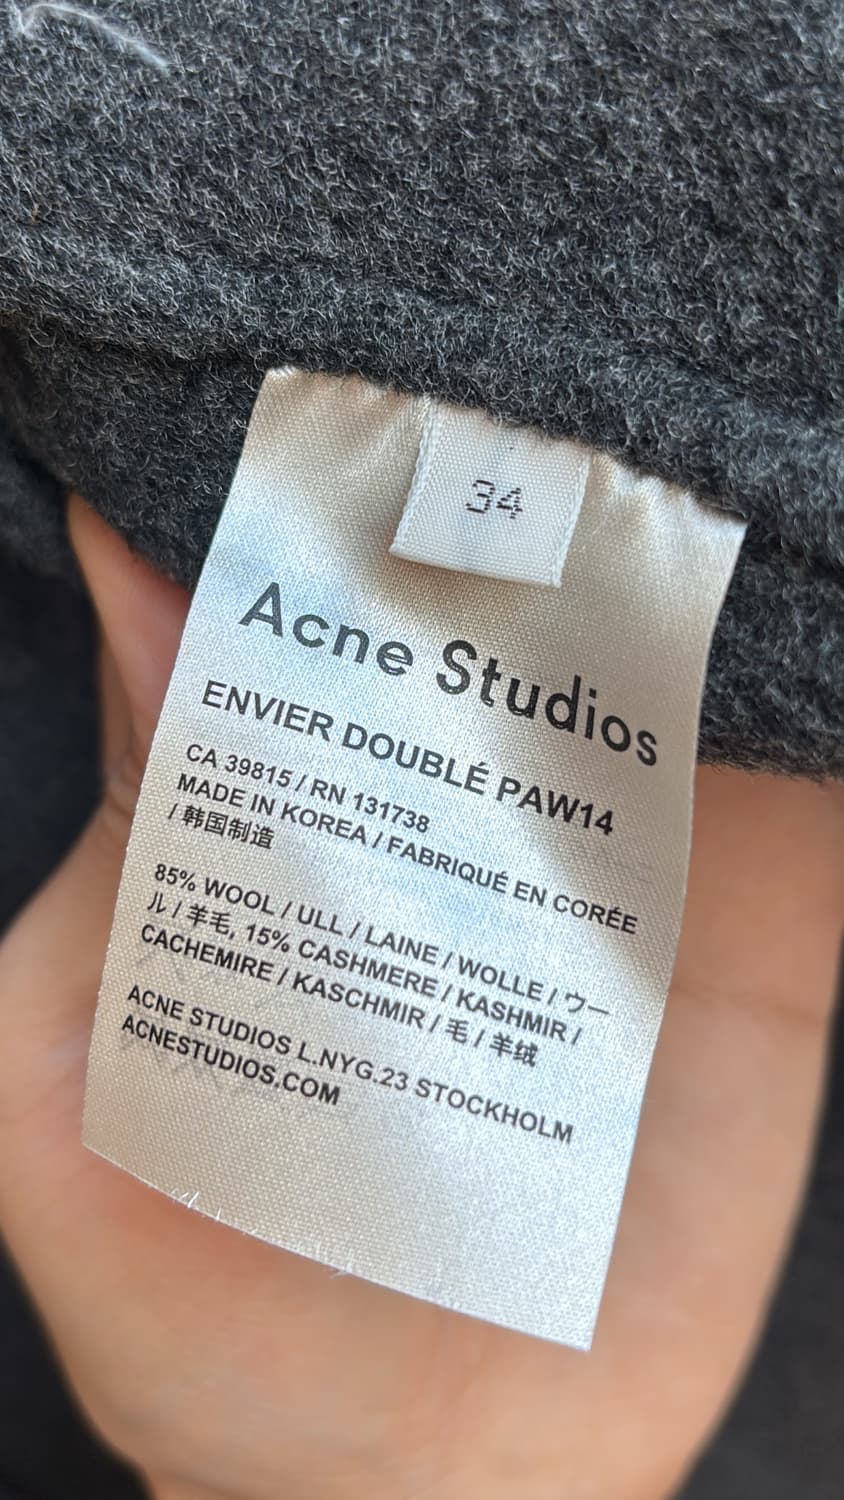 34
Acne Studios
ENVIER DOUBLÉ PAW14
CA 39815 / RN 131738
MADE IN KOREA / FABRIQUÉ EN CORÉE
/ 韩国制造
85% WOOL / ULL / LAINE / WOLLE / ウー
ル / 羊毛, 15% CASHMERE / KASHMIR /
CACHEMIRE / KASCHMIR / 毛 / 羊绒
ACNE STUDIOS L.NYG.23 STOCKHOLM
ACNESTUDIOS.COM